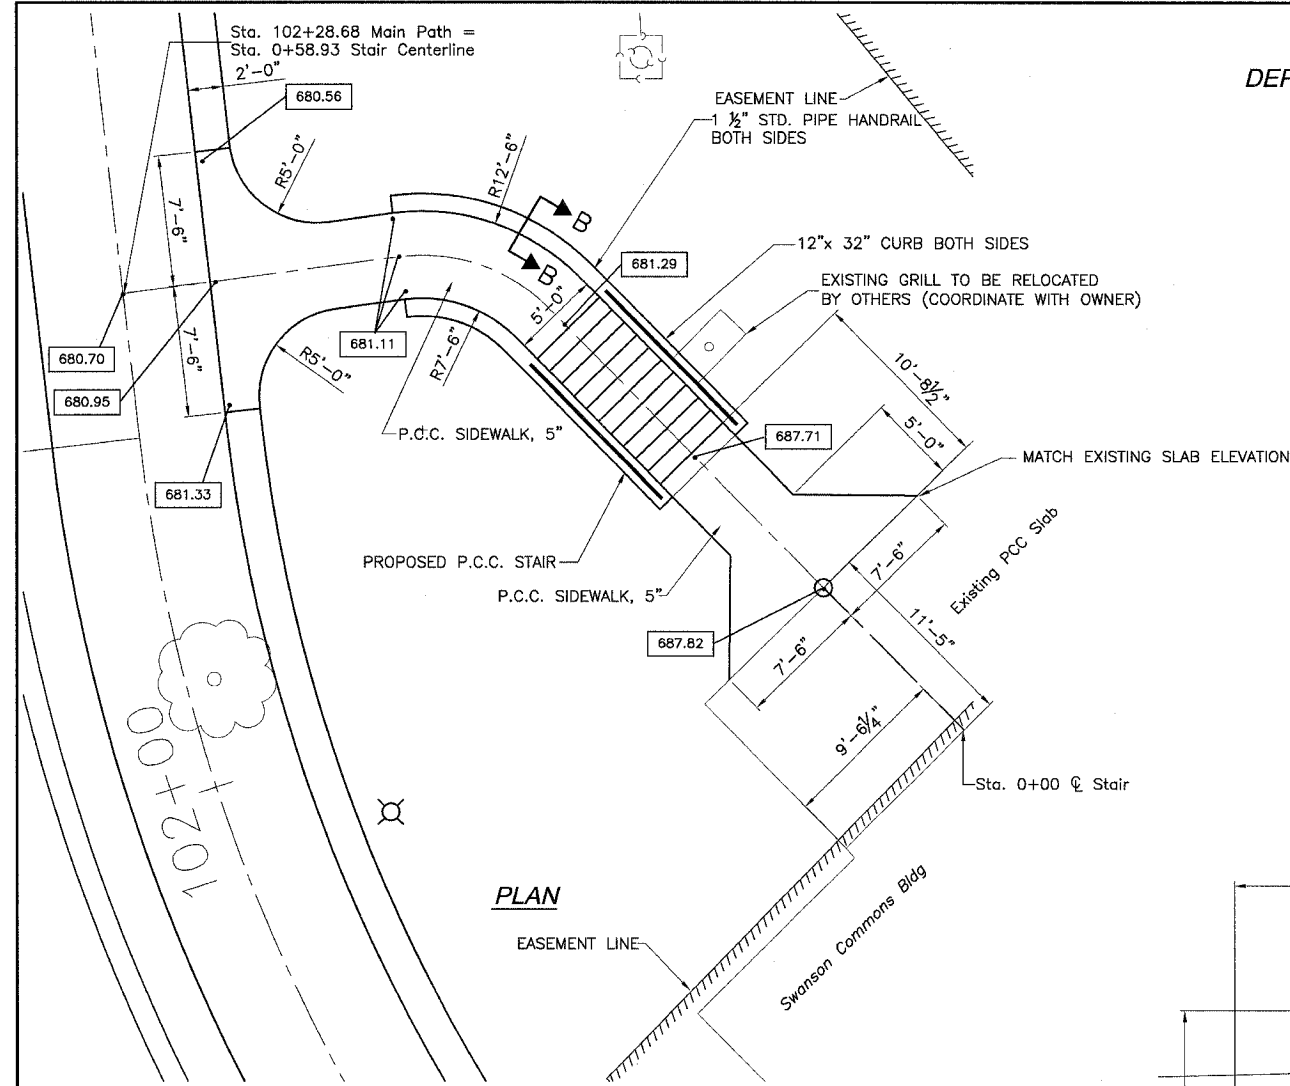 Sta. 102+28.68 Main Path =
Sta. 0+58.93 Stair Centerline
2'-0"
680.56
EASEMENT LINE
1 ½" STD. PIPE HANDRAIL
BOTH SIDES
DEF
R5'-0"
R12'-6"
B
B
7'-6"
12"x 32" CURB BOTH SIDES
681.29
EXISTING GRILL TO BE RELOCATED
BY OTHERS (COORDINATE WITH OWNER)
5'-0"
7'-6"
680.70
681.11
R5'-0"
R7'-6"
10'-8½"
680.95
5'-0"
P.C.C. SIDEWALK, 5"
687.71
MATCH EXISTING SLAB ELEVATION
681.33
PROPOSED P.C.C. STAIR
P.C.C. SIDEWALK, 5"
7'-6"
Existing PCC Slab
11'-5"
687.82
7'-6"
9'-6¼"
102+00
Sta. 0+00 ℄ Stair
PLAN
EASEMENT LINE
Swanson Commons Bldg